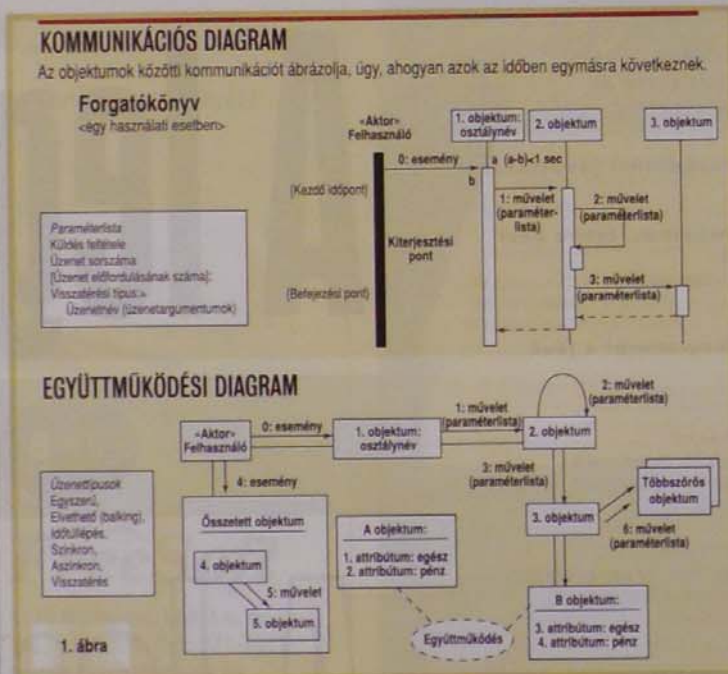 KOMMUNIKÁCIÓS DIAGRAM
Az objektumok közötti kommunikációt ábrázolja, úgy, ahogyan azok az időben egymásra következnek.
Forgatókönyv
<egy használati esetben>
«Aktor»
Felhasználó
1. objektum:
osztálynév
2. objektum
3. objektum
0: esemény
a (a-b)<1 sec
b
(Kezdő időpont)
1: művelet
(paraméter-
lista)
2: művelet
(paraméterlista)
Kiterjesztési
pont
3: művelet
(paraméterlista)
(Befejezési pont)
Paraméterlista
Küldés feltétele
Üzenet sorszáma
[Üzenet előfordulásának száma]:
Visszatérési típus:=
Üzenetnév (üzenetargumentumok)
EGYÜTTMŰKÖDÉSI DIAGRAM
«Aktor»
Felhasználó
0: esemény
1. objektum:
osztálynév
1: művelet
(paraméterlista)
2. objektum
2: művelet
(paraméterlista)
4: esemény
3: művelet
(paraméterlista)
Üzenettípusok
Egyszerű,
Elvethető (balking),
Időtúllépés,
Szinkron,
Aszinkron,
Visszatérés
Összetett objektum
4. objektum
5: művelet
5. objektum
A objektum:
1. attribútum: egész
2. attribútum: pénz
3. objektum
Többszörös
objektum
6: művelet
(paraméterlista)
B objektum:
3. attribútum: egész
4. attribútum: pénz
Együttműködés
1. ábra